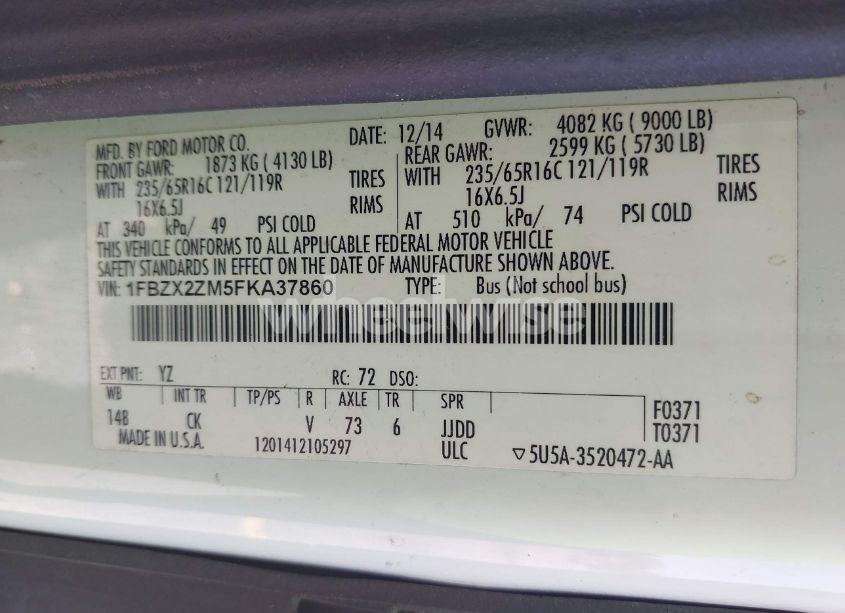 MFD. BY FORD MOTOR CO. DATE: 12/14 GVWR: 4082 KG ( 9000 LB)
FRONT GAWR: 1873 KG ( 4130 LB) REAR GAWR: 2599 KG ( 5730 LB)
WITH 235/65R16C 121/119R TIRES WITH 235/65R16C 121/119R TIRES
16X6.5J RIMS 16X6.5J RIMS
AT 340 kPa/ 49 PSI COLD AT 510 kPa/ 74 PSI COLD
THIS VEHICLE CONFORMS TO ALL APPLICABLE FEDERAL MOTOR VEHICLE
SAFETY STANDARDS IN EFFECT ON THE DATE OF MANUFACTURE SHOWN ABOVE.
VIN: 1FBZX2ZM5FKA37860 TYPE: Bus (Not school bus)
wheelwise
EXT PNT: YZ RC: 72 DSO:
WB INT TR TP/PS R AXLE TR SPR F0371
148 CK V 73 6 JJDD T0371
MADE IN U.S.A. 1201412105297 ULC ▽5U5A-3520472-AA